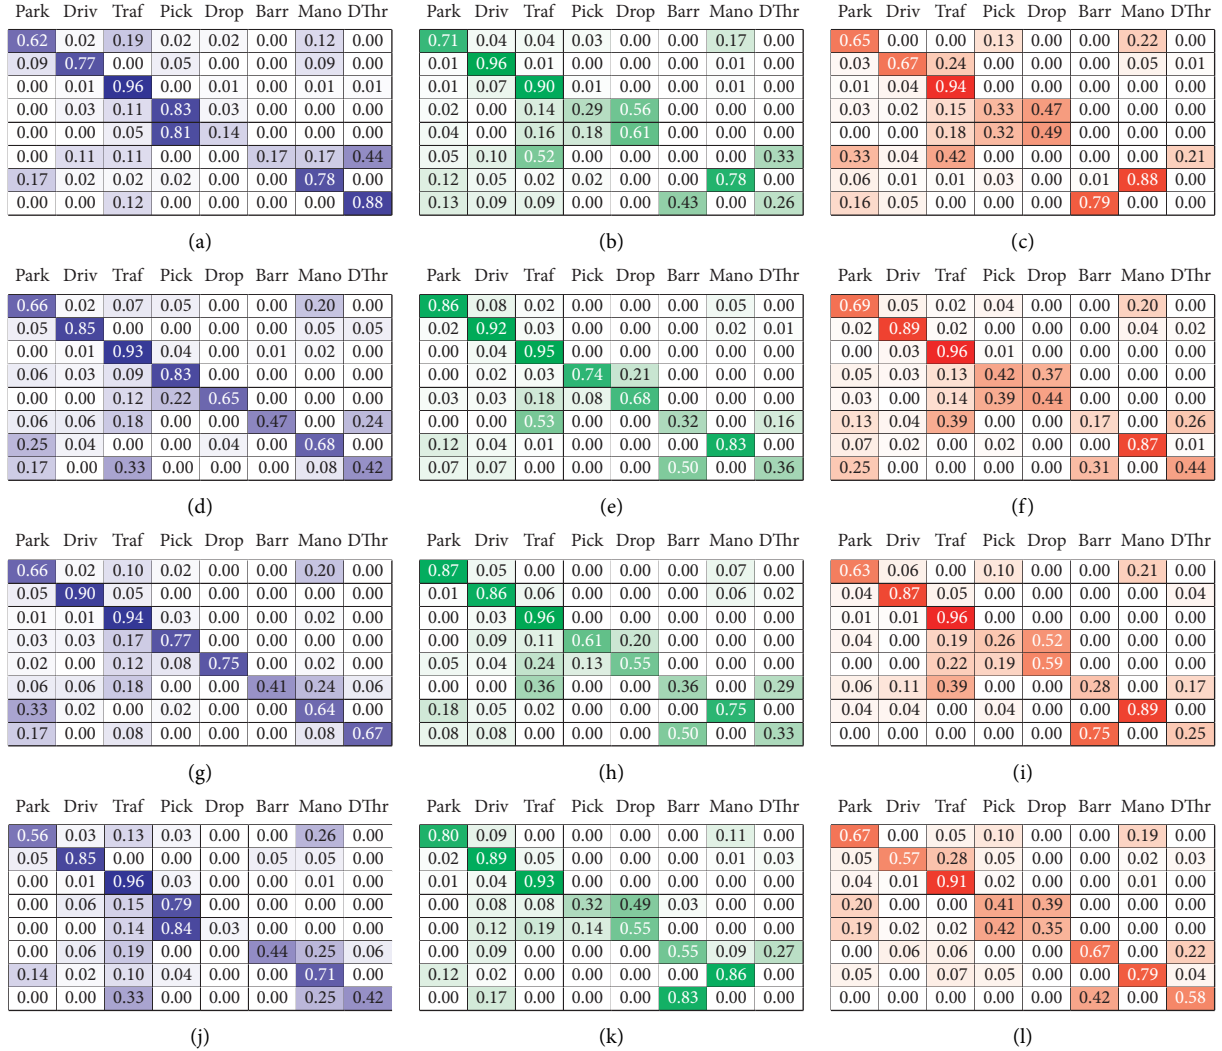 Park Driv Traf Pick Drop Barr Mano DThr Park Driv Traf Pick Drop Barr Mano DThr Park Driv Traf Pick Drop Barr Mano DThr
0.62 0.02 0.19 0.02 0.02 0.00 0.12 0.00 0.71 0.04 0.04 0.03 0.00 0.00 0.17 0.00 0.65 0.00 0.00 0.13 0.00 0.00 0.22 0.00
0.09 0.77 0.00 0.05 0.00 0.00 0.09 0.00 0.01 0.96 0.01 0.00 0.00 0.00 0.01 0.00 0.03 0.67 0.24 0.00 0.00 0.00 0.05 0.01
0.00 0.01 0.96 0.00 0.01 0.00 0.01 0.01 0.01 0.07 0.90 0.01 0.00 0.00 0.01 0.00 0.01 0.04 0.94 0.00 0.00 0.00 0.01 0.00
0.00 0.03 0.11 0.83 0.03 0.00 0.00 0.00 0.02 0.00 0.14 0.29 0.56 0.00 0.00 0.00 0.03 0.02 0.15 0.33 0.47 0.00 0.00 0.00
0.00 0.00 0.05 0.81 0.14 0.00 0.00 0.00 0.04 0.00 0.16 0.18 0.61 0.00 0.00 0.00 0.00 0.00 0.18 0.32 0.49 0.00 0.00 0.00
0.00 0.11 0.11 0.00 0.00 0.17 0.17 0.44 0.05 0.10 0.52 0.00 0.00 0.00 0.00 0.33 0.33 0.04 0.42 0.00 0.00 0.00 0.00 0.21
0.17 0.02 0.02 0.02 0.00 0.00 0.78 0.00 0.12 0.05 0.02 0.02 0.00 0.00 0.78 0.00 0.06 0.01 0.01 0.03 0.01 0.00 0.88 0.00
0.00 0.00 0.12 0.00 0.00 0.00 0.00 0.88 0.13 0.09 0.09 0.00 0.00 0.43 0.00 0.26 0.16 0.05 0.00 0.00 0.00 0.79 0.00 0.00
(a) (b) (c)
Park Driv Traf Pick Drop Barr Mano DThr Park Driv Traf Pick Drop Barr Mano DThr Park Driv Traf Pick Drop Barr Mano DThr
0.66 0.02 0.07 0.05 0.00 0.00 0.20 0.00 0.86 0.08 0.02 0.00 0.00 0.00 0.05 0.00 0.69 0.05 0.02 0.04 0.00 0.00 0.20 0.00
0.05 0.85 0.00 0.00 0.00 0.00 0.05 0.05 0.02 0.92 0.03 0.00 0.00 0.00 0.02 0.01 0.02 0.89 0.02 0.00 0.00 0.00 0.04 0.02
0.00 0.01 0.93 0.04 0.00 0.01 0.02 0.00 0.00 0.04 0.95 0.00 0.00 0.00 0.01 0.00 0.00 0.03 0.96 0.01 0.00 0.00 0.00 0.00
0.06 0.03 0.09 0.83 0.00 0.00 0.00 0.00 0.00 0.02 0.03 0.74 0.21 0.00 0.00 0.00 0.05 0.03 0.13 0.42 0.37 0.00 0.00 0.00
0.00 0.00 0.12 0.22 0.65 0.00 0.00 0.00 0.03 0.03 0.18 0.08 0.68 0.00 0.00 0.00 0.03 0.00 0.14 0.39 0.44 0.00 0.00 0.00
0.06 0.06 0.18 0.00 0.00 0.47 0.00 0.24 0.00 0.00 0.53 0.00 0.00 0.32 0.00 0.16 0.13 0.04 0.39 0.00 0.00 0.17 0.00 0.26
0.25 0.04 0.00 0.00 0.04 0.00 0.68 0.00 0.12 0.04 0.01 0.00 0.00 0.00 0.83 0.00 0.07 0.02 0.00 0.02 0.00 0.00 0.87 0.01
0.17 0.00 0.33 0.00 0.00 0.00 0.08 0.42 0.07 0.07 0.00 0.00 0.00 0.50 0.00 0.36 0.25 0.00 0.00 0.00 0.00 0.31 0.00 0.44
(d) (e) (f)
Park Driv Traf Pick Drop Barr Mano DThr Park Driv Traf Pick Drop Barr Mano DThr Park Driv Traf Pick Drop Barr Mano DThr
0.66 0.02 0.10 0.02 0.00 0.00 0.20 0.00 0.87 0.05 0.00 0.00 0.00 0.00 0.07 0.00 0.63 0.06 0.00 0.10 0.00 0.00 0.21 0.00
0.05 0.90 0.05 0.00 0.00 0.00 0.00 0.00 0.01 0.86 0.06 0.00 0.00 0.00 0.06 0.02 0.04 0.87 0.05 0.00 0.00 0.00 0.00 0.04
0.01 0.01 0.94 0.03 0.00 0.00 0.00 0.00 0.00 0.03 0.96 0.00 0.00 0.00 0.00 0.00 0.01 0.01 0.96 0.00 0.00 0.00 0.00 0.00
0.03 0.03 0.17 0.77 0.00 0.00 0.00 0.00 0.00 0.09 0.11 0.61 0.20 0.00 0.00 0.00 0.04 0.00 0.19 0.26 0.52 0.00 0.00 0.00
0.02 0.00 0.12 0.08 0.75 0.00 0.02 0.00 0.05 0.04 0.24 0.13 0.55 0.00 0.00 0.00 0.00 0.00 0.22 0.19 0.59 0.00 0.00 0.00
0.06 0.06 0.18 0.00 0.00 0.41 0.24 0.06 0.00 0.00 0.36 0.00 0.00 0.36 0.00 0.29 0.06 0.11 0.39 0.00 0.00 0.28 0.00 0.17
0.33 0.02 0.00 0.02 0.00 0.00 0.64 0.00 0.18 0.05 0.02 0.00 0.00 0.00 0.75 0.00 0.04 0.04 0.00 0.04 0.00 0.00 0.89 0.00
0.17 0.00 0.08 0.00 0.00 0.00 0.08 0.67 0.08 0.08 0.00 0.00 0.00 0.50 0.00 0.33 0.00 0.00 0.00 0.00 0.00 0.75 0.00 0.25
(g) (h) (i)
Park Driv Traf Pick Drop Barr Mano DThr Park Driv Traf Pick Drop Barr Mano DThr Park Driv Traf Pick Drop Barr Mano DThr
0.56 0.03 0.13 0.03 0.00 0.00 0.26 0.00 0.80 0.09 0.00 0.00 0.00 0.00 0.11 0.00 0.67 0.00 0.05 0.10 0.00 0.00 0.19 0.00
0.05 0.85 0.00 0.00 0.00 0.05 0.05 0.00 0.02 0.89 0.05 0.00 0.00 0.00 0.01 0.03 0.05 0.57 0.28 0.05 0.00 0.00 0.02 0.03
0.00 0.01 0.96 0.03 0.00 0.00 0.01 0.00 0.01 0.04 0.93 0.00 0.00 0.00 0.00 0.00 0.04 0.01 0.91 0.02 0.00 0.00 0.01 0.00
0.00 0.06 0.15 0.79 0.00 0.00 0.00 0.00 0.00 0.08 0.08 0.32 0.49 0.03 0.00 0.00 0.20 0.00 0.00 0.41 0.39 0.00 0.00 0.00
0.00 0.00 0.14 0.84 0.03 0.00 0.00 0.00 0.00 0.12 0.19 0.14 0.55 0.00 0.00 0.00 0.19 0.02 0.02 0.42 0.35 0.00 0.00 0.00
0.00 0.06 0.19 0.00 0.00 0.44 0.25 0.06 0.00 0.09 0.00 0.00 0.00 0.55 0.09 0.27 0.00 0.06 0.06 0.00 0.00 0.67 0.00 0.22
0.14 0.02 0.10 0.04 0.00 0.00 0.71 0.00 0.12 0.02 0.00 0.00 0.00 0.00 0.86 0.00 0.05 0.00 0.07 0.05 0.00 0.00 0.79 0.04
0.00 0.00 0.33 0.00 0.00 0.00 0.25 0.42 0.00 0.17 0.00 0.00 0.00 0.83 0.00 0.00 0.00 0.00 0.00 0.00 0.00 0.42 0.00 0.58
(j) (k) (l)